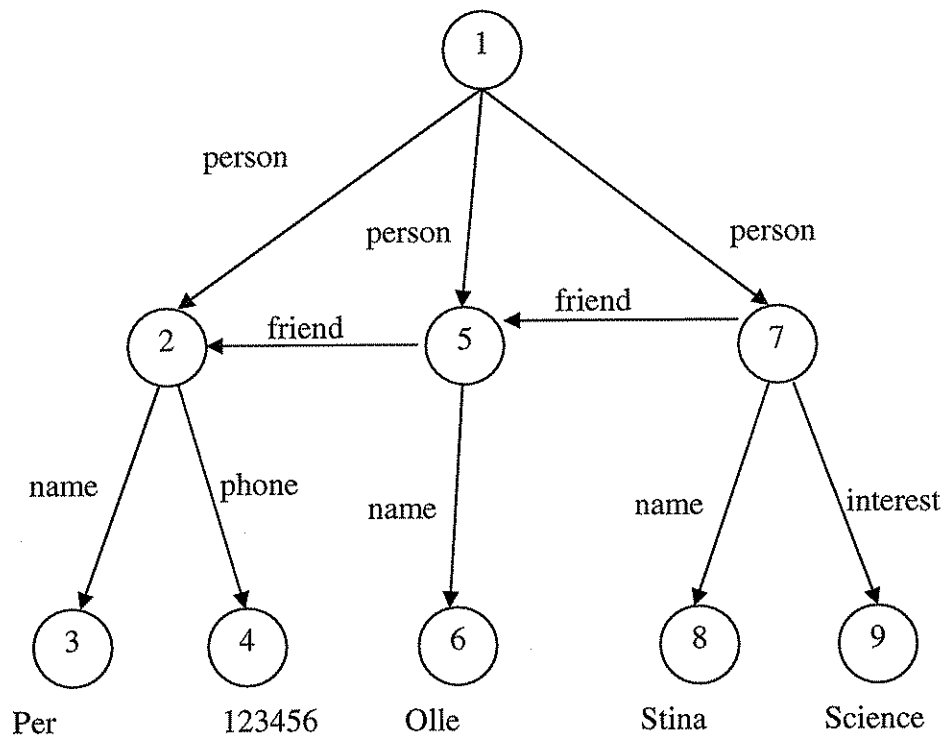 1
person
person
person
friend
friend
2
5
7
name
phone
name
name
interest
3
4
6
8
9
Per
123456
Olle
Stina
Science